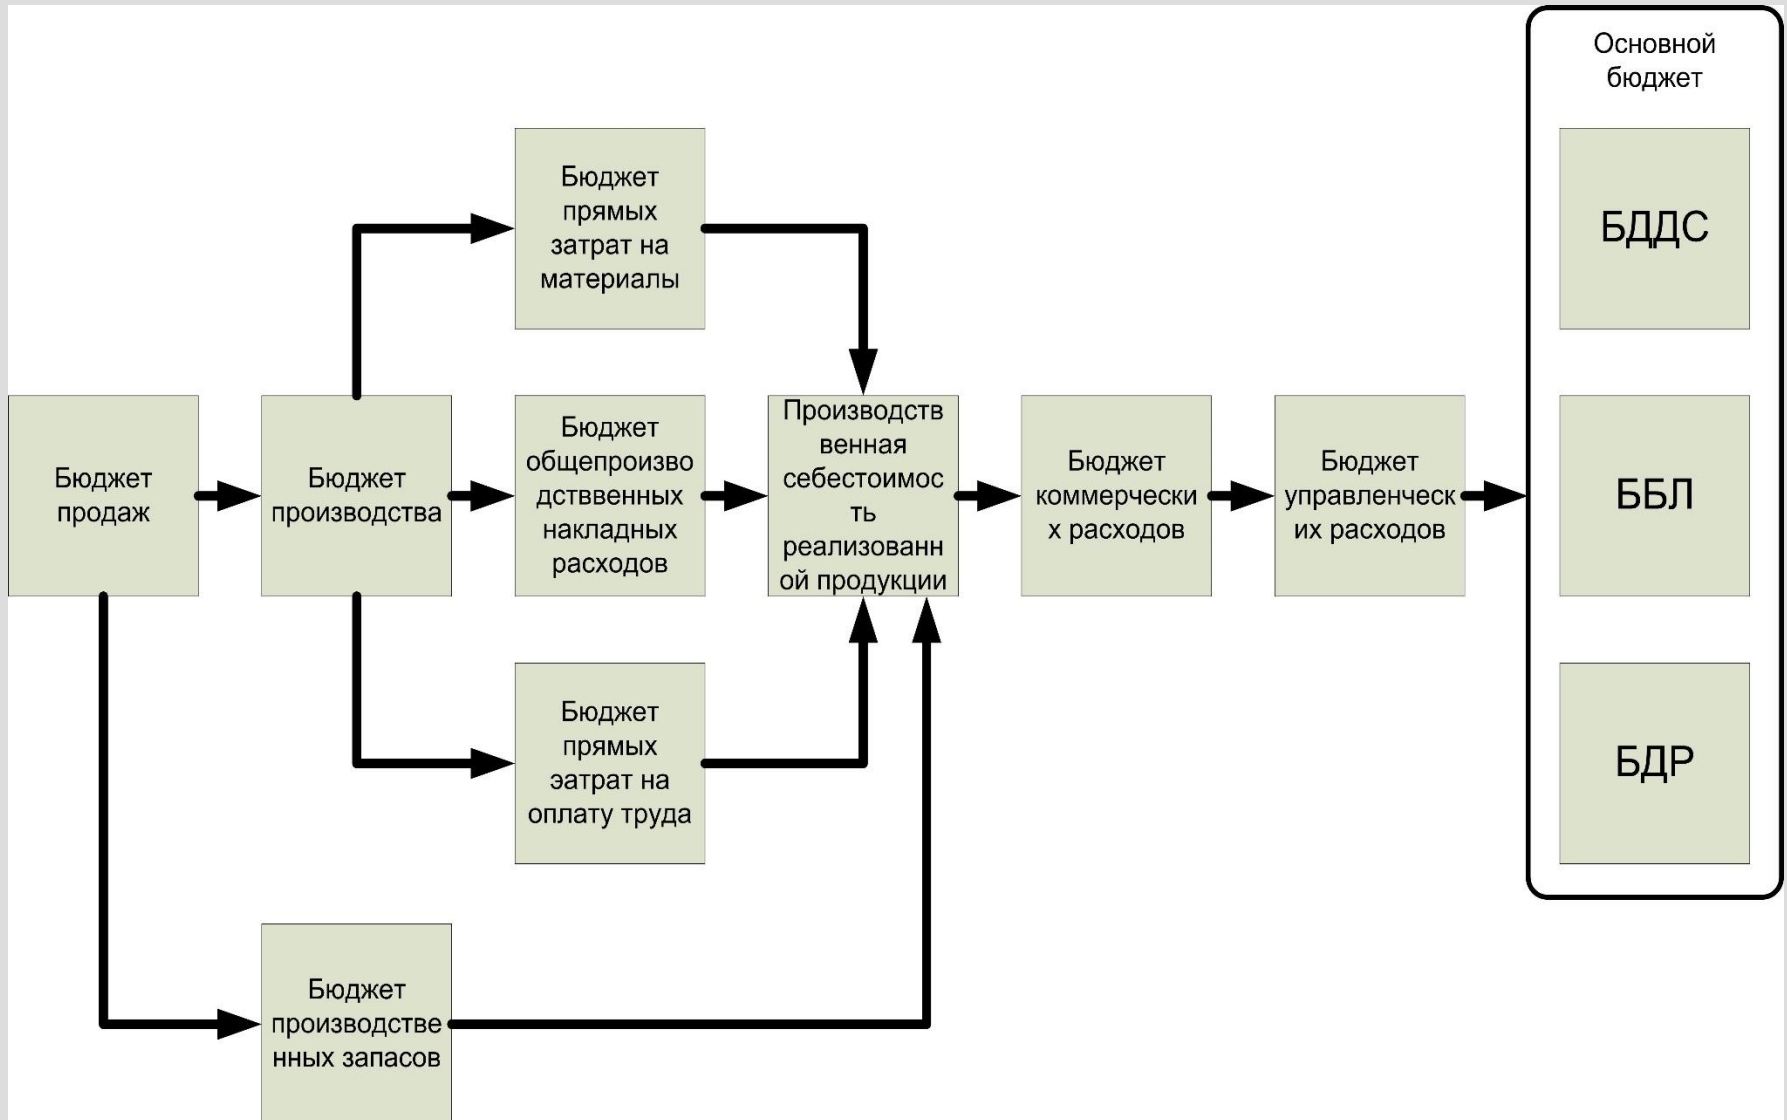 Основной
бюджет
БДДС
Бюджет
прямых
затрат на
материалы
Бюджет
продаж
Бюджет
производства
Бюджет
общепроизво
дстввенных
накладных
расходов
Производств
венная
себестоимос
ть
реализованн
ой продукции
Бюджет
коммерчески
х расходов
Бюджет
управленческ
их расходов
ББЛ
Бюджет
прямых
эатрат на
оплату труда
БДР
Бюджет
производстве
нных запасов